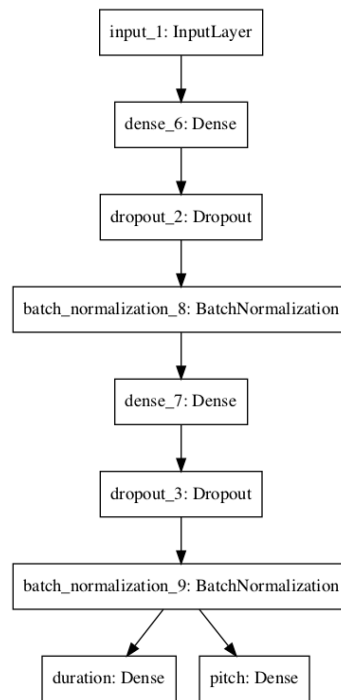 input_1: InputLayer
dense_6: Dense
dropout_2: Dropout
batch_normalization_8: BatchNormalization
dense_7: Dense
dropout_3: Dropout
batch_normalization_9: BatchNormalization
duration: Dense
pitch: Dense